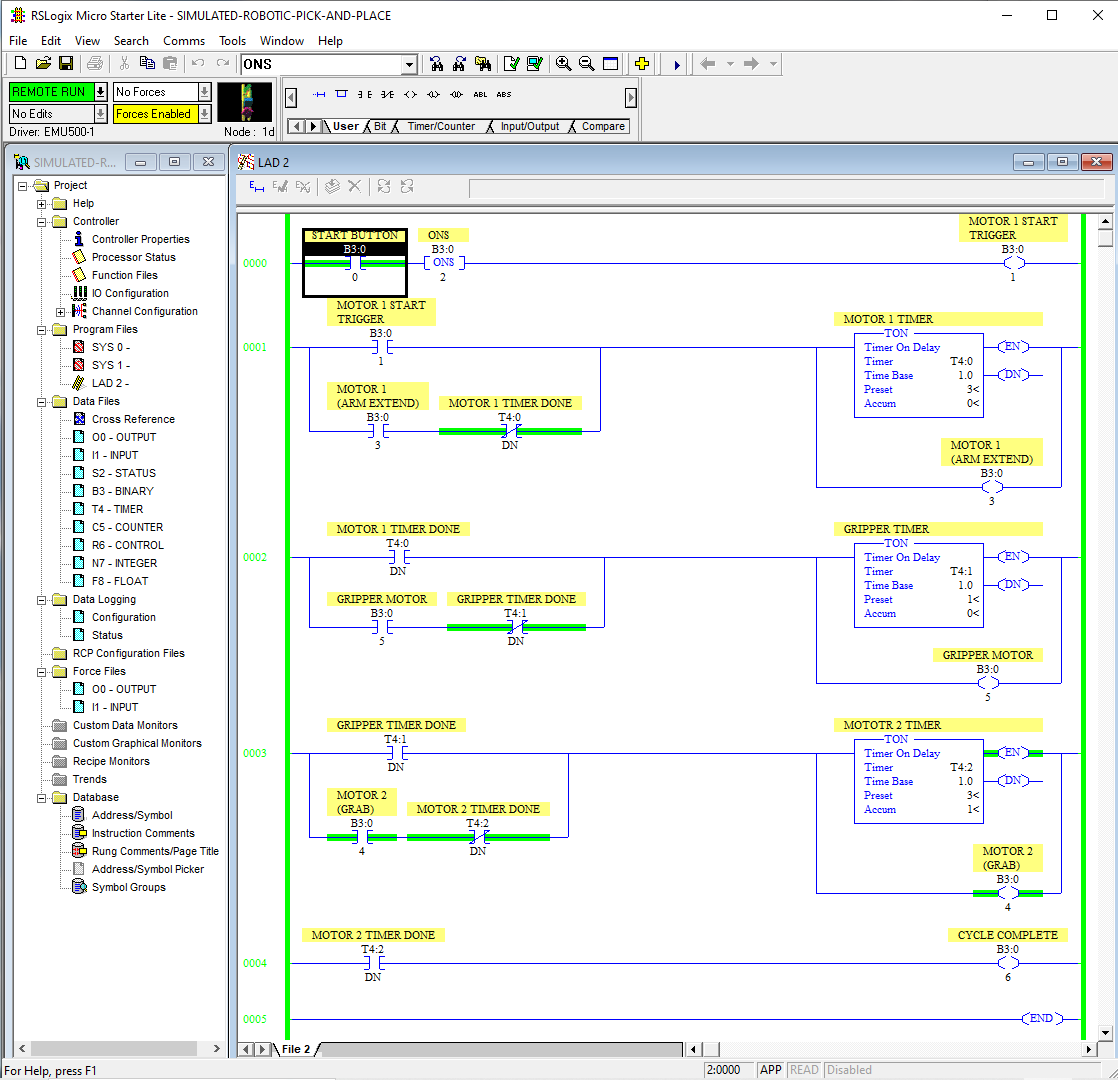 RSLogix Micro Starter Lite - SIMULATED-ROBOTIC-PICK-AND-PLACE
File Edit View Search Comms Tools Window Help
ONS
REMOTE RUN No Forces
No Edits Forces Enabled
Driver: EMU500-1 Node : 1d
ABL ABS
User Bit Timer/Counter Input/Output Compare
SIMULATED-R...
Project
Help
Controller
Controller Properties
Processor Status
Function Files
IO Configuration
Channel Configuration
Program Files
SYS 0 -
SYS 1 -
LAD 2 -
Data Files
Cross Reference
O0 - OUTPUT
I1 - INPUT
S2 - STATUS
B3 - BINARY
T4 - TIMER
C5 - COUNTER
R6 - CONTROL
N7 - INTEGER
F8 - FLOAT
Data Logging
Configuration
Status
RCP Configuration Files
Force Files
O0 - OUTPUT
I1 - INPUT
Custom Data Monitors
Custom Graphical Monitors
Recipe Monitors
Trends
Database
Address/Symbol
Instruction Comments
Rung Comments/Page Title
Address/Symbol Picker
Symbol Groups
LAD 2
START BUTTON ONS MOTOR 1 START
TRIGGER
B3:0 B3:0 B3:0
0000 ONS
0 2 1
MOTOR 1 START
TRIGGER MOTOR 1 TIMER
B3:0 TON
0001 Timer On Delay EN
1 Timer T4:0
Time Base 1.0 DN
MOTOR 1 Preset 3<
(ARM EXTEND) MOTOR 1 TIMER DONE Accum 0<
B3:0 T4:0
3 DN MOTOR 1
(ARM EXTEND)
B3:0
3
MOTOR 1 TIMER DONE GRIPPER TIMER
T4:0 TON
0002 Timer On Delay EN
DN Timer T4:1
Time Base 1.0 DN
GRIPPER MOTOR GRIPPER TIMER DONE Preset 1<
B3:0 T4:1 Accum 0<
5 DN
GRIPPER MOTOR
B3:0
5
GRIPPER TIMER DONE MOTOTR 2 TIMER
T4:1 TON
0003 Timer On Delay EN
DN Timer T4:2
Time Base 1.0 DN
MOTOR 2 Preset 3<
(GRAB) MOTOR 2 TIMER DONE Accum 1<
B3:0 T4:2
4 DN MOTOR 2
(GRAB)
B3:0
4
MOTOR 2 TIMER DONE CYCLE COMPLETE
T4:2 B3:0
0004
DN 6
0005 END
File 2
For Help, press F1 2:0000 APP READ Disabled